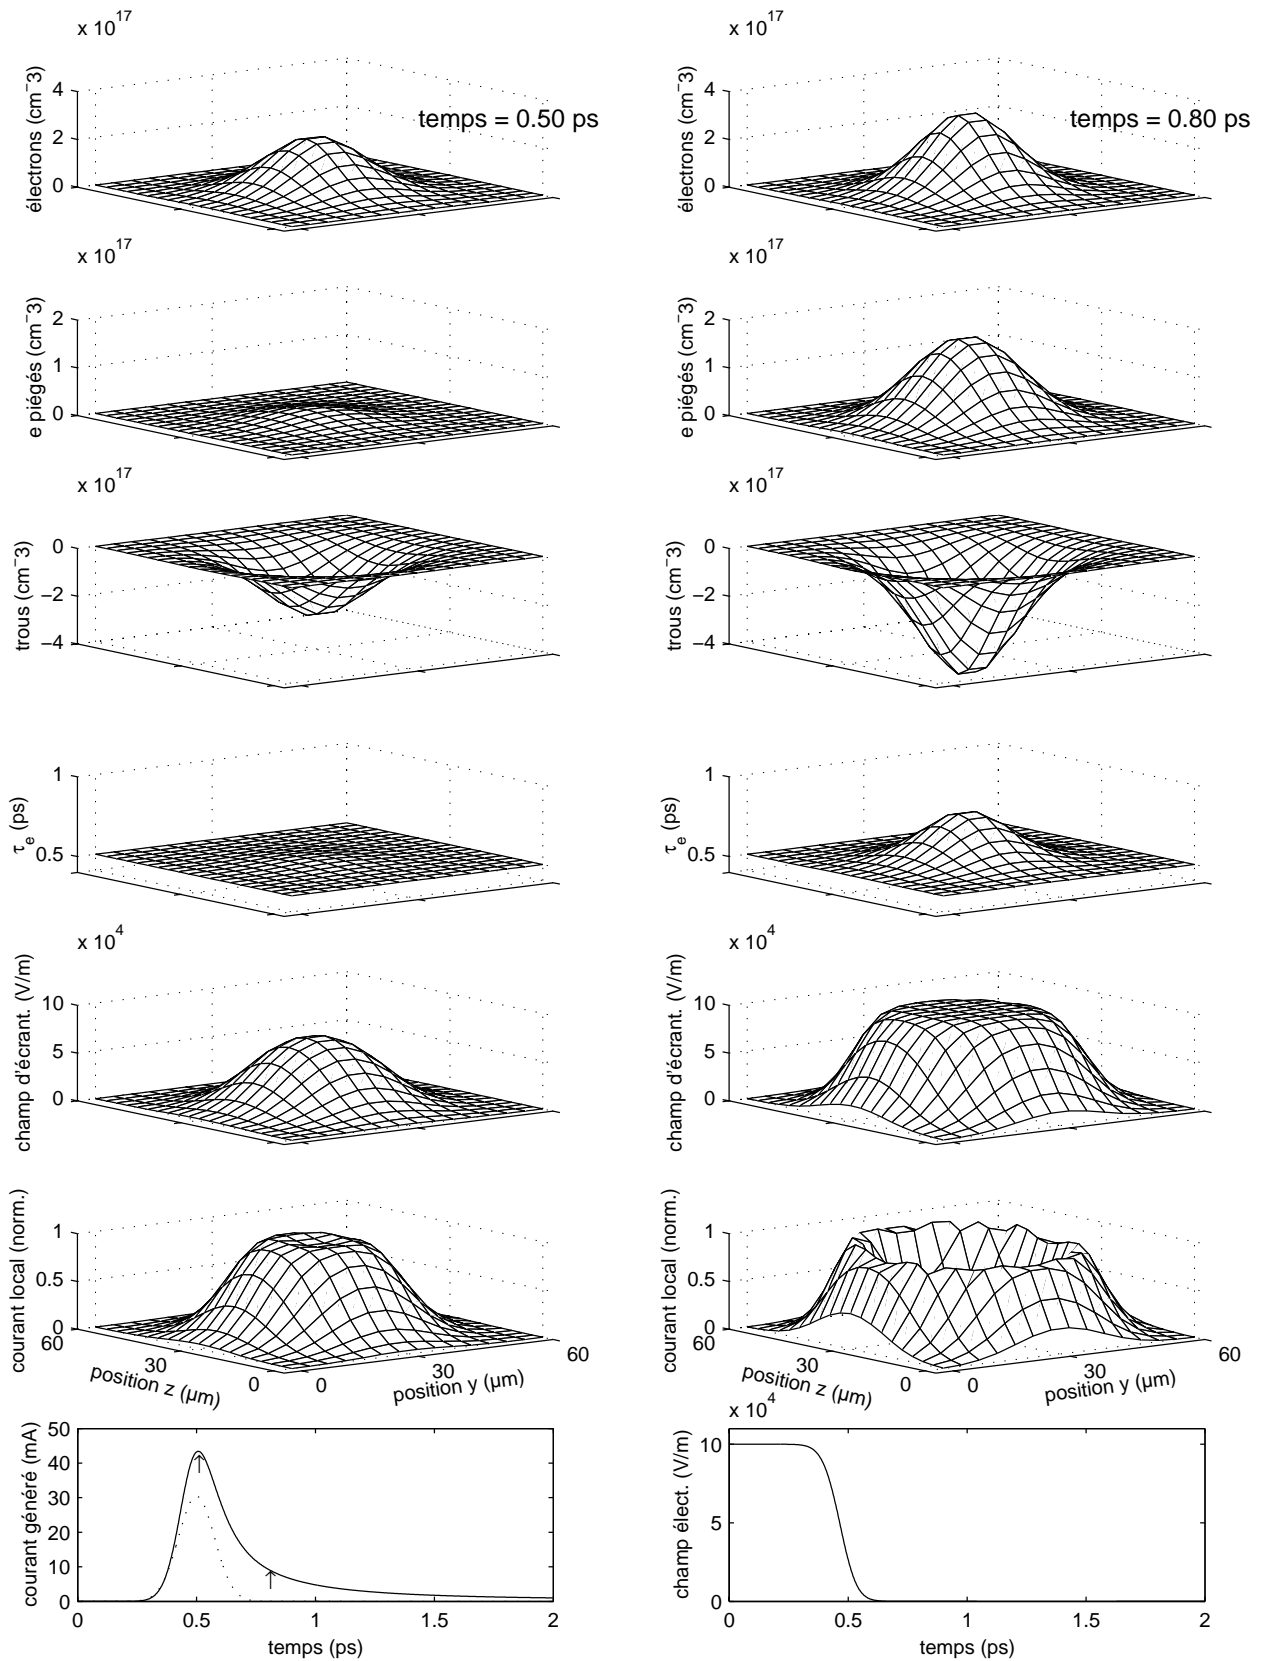 x 10^17
x 10^17
4
2
0
électrons (cm^−3)
temps = 0.50 ps
4
2
0
électrons (cm^−3)
temps = 0.80 ps
x 10^17
x 10^17
2
1
0
e piégés (cm^−3)
2
1
0
e piégés (cm^−3)
x 10^17
x 10^17
0
−2
−4
trous (cm^−3)
0
−2
−4
trous (cm^−3)
1
0.5
τ_e (ps)
1
0.5
τ_e (ps)
x 10^4
x 10^4
10
5
0
champ d'écrant. (V/m)
10
5
0
champ d'écrant. (V/m)
1
0.5
0
courant local (norm.)
60
30
0
position z (µm)
0
30
60
position y (µm)
1
0.5
0
courant local (norm.)
60
30
0
position z (µm)
0
30
60
position y (µm)
50
40
30
20
10
0
courant généré (mA)
0
0.5
1
1.5
2
temps (ps)
x 10^4
10
5
0
champ élect. (V/m)
0
0.5
1
1.5
2
temps (ps)